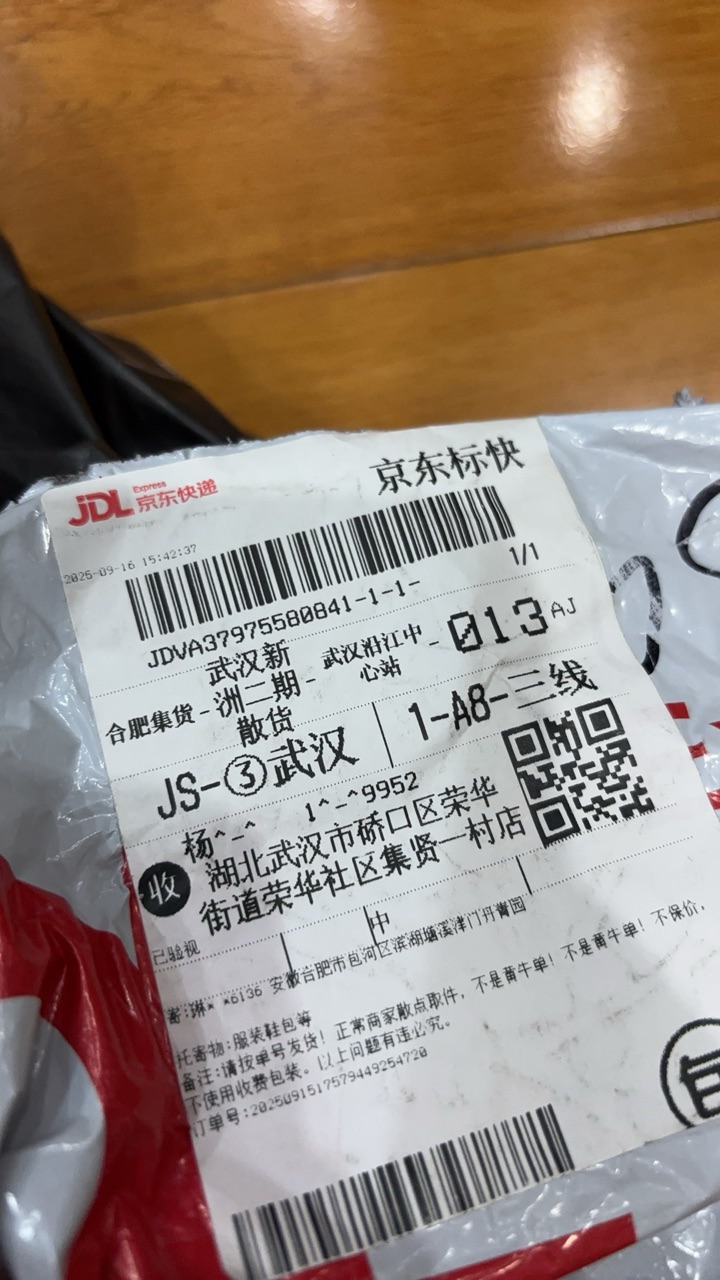 JDL Express 京东快递
京东标快
2025-09-16 15:42:37
1/1
JDVA37975580841-1-1-
合肥集货-武汉新洲二期散货-武汉沿江中心站-013 AJ
JS-③武汉
1-A8-三线
杨^-^ 1^-^9952
收
湖北武汉市硚口区荣华
街道荣华社区集贤一村店
已验视
中
寄:琳* *6136 安徽合肥市包河区滨湖塘溪津门丹青园
托寄物:服装鞋包等
备注:请按单号发货!正常商家散点取件,不是黄牛单!不是黄牛单!不保价,
不使用收费包装。以上问题有违必究。
订单号:2025091517579449254720